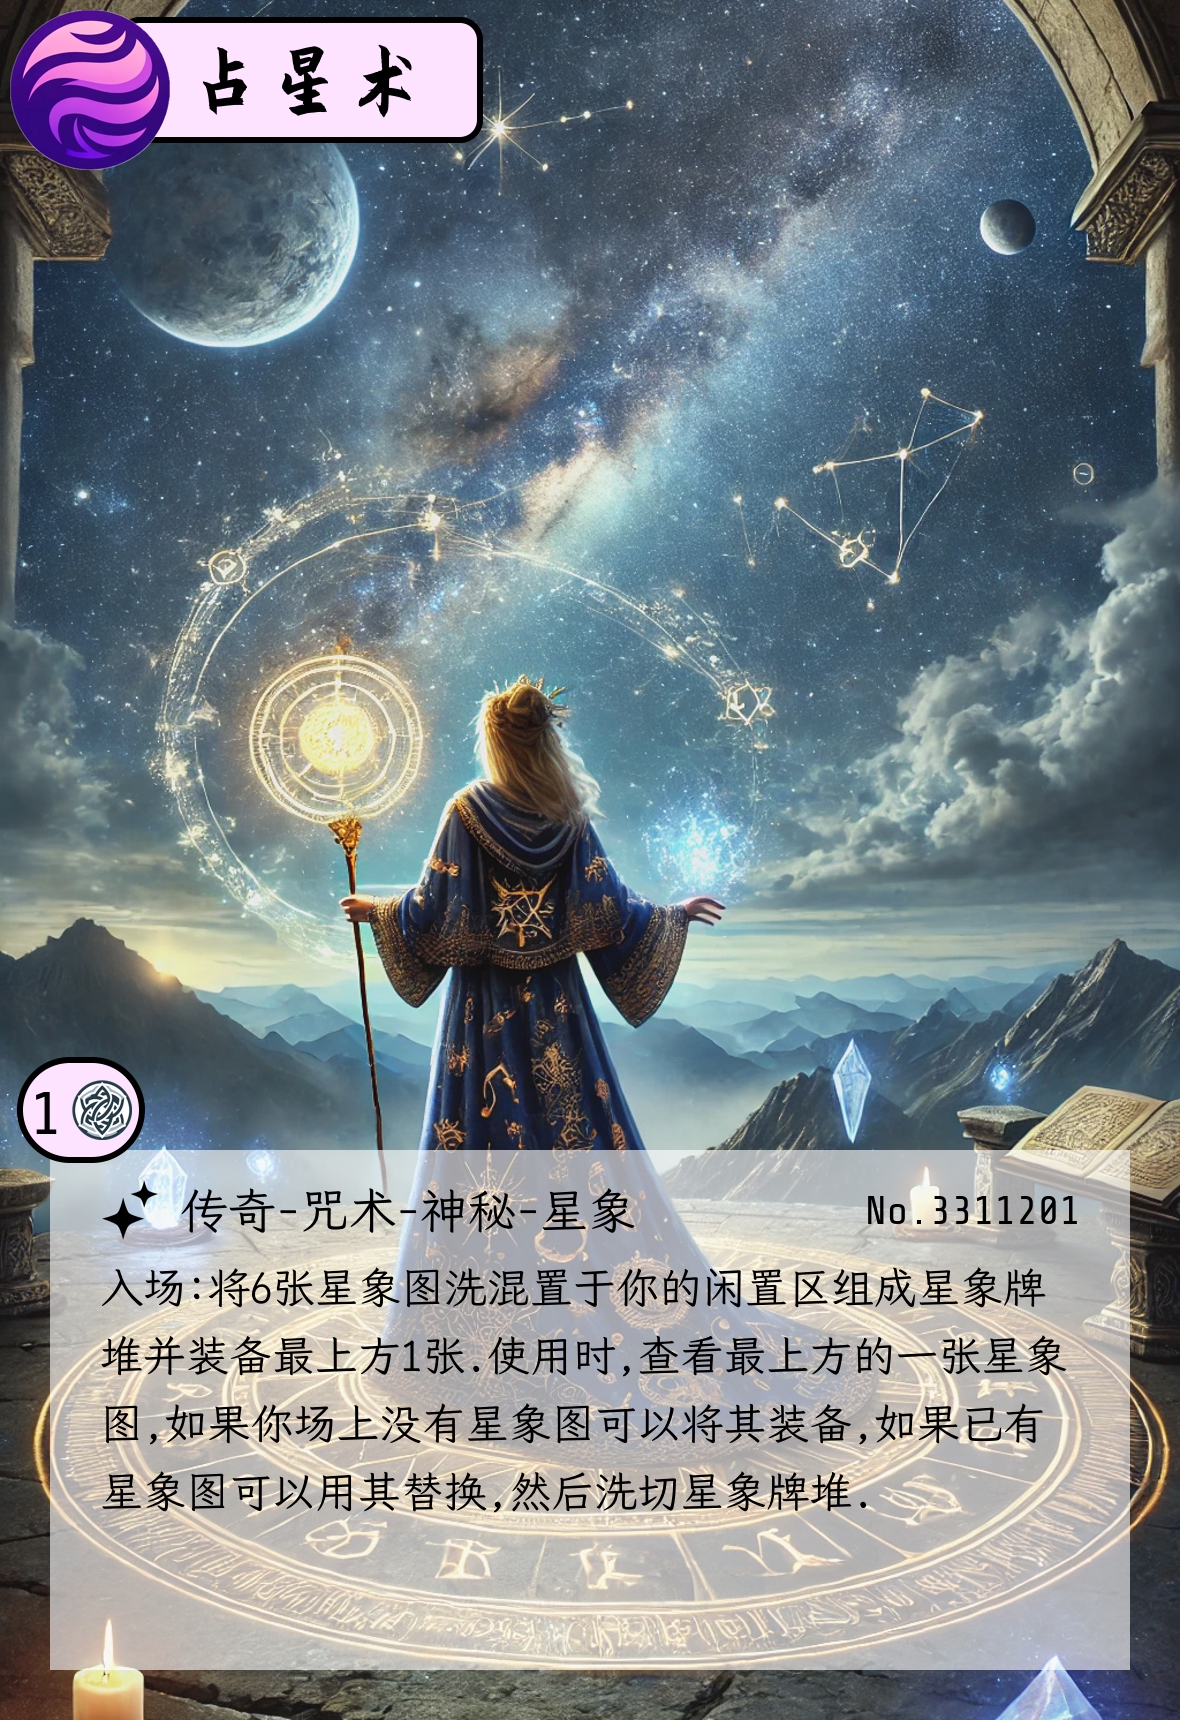 占星术
1
传奇-咒术-神秘-星象
No.3311201
入场:将6张星象图洗混置于你的闲置区组成星象牌
堆并装备最上方1张.使用时,查看最上方的一张星象
图,如果你场上没有星象图可以将其装备,如果已有
星象图可以用其替换,然后洗切星象牌堆.